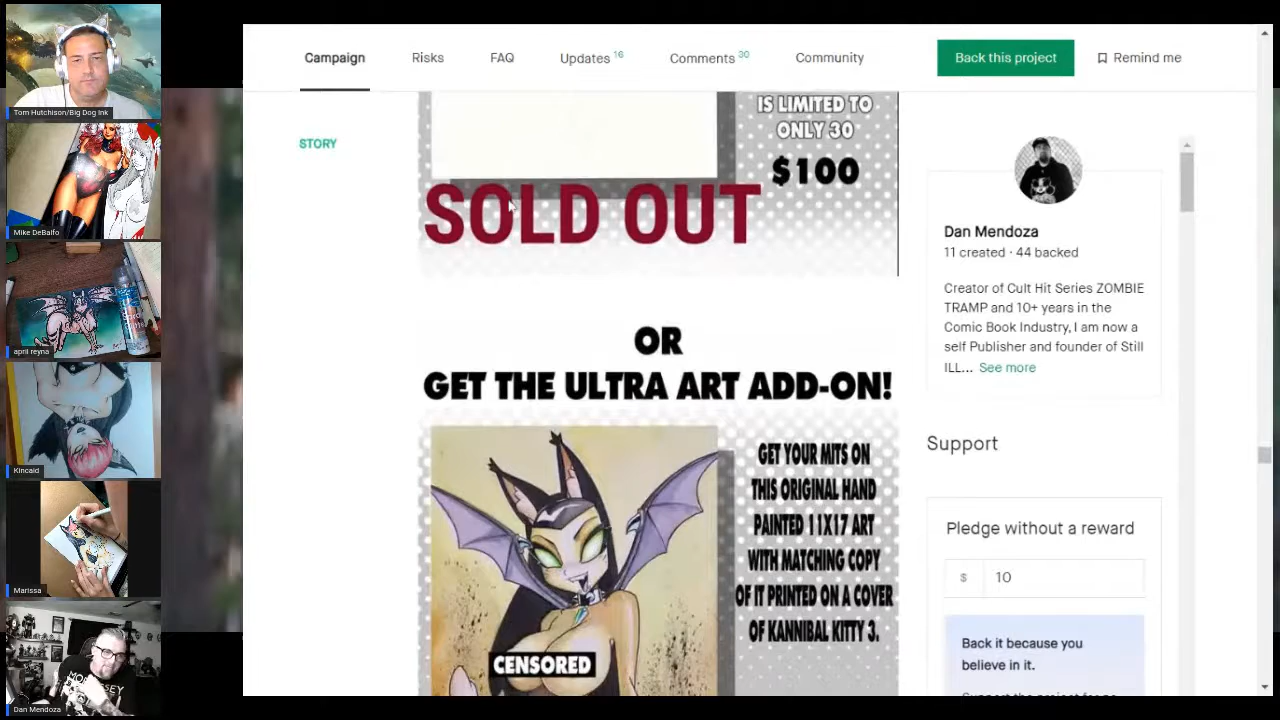 Tom Hutchison/Big Dog Ink
Mike DeBalfo
april reyna
Kincaid
Marissa
Dan Mendoza
Campaign
Risks
FAQ
Updates 16
Comments 30
Community
Back this project
Remind me
STORY
IS LIMITED TO
ONLY 30
$100
SOLD OUT
OR
GET THE ULTRA ART ADD-ON!
GET YOUR MITS ON
THIS ORIGINAL HAND
PAINTED 11X17 ART
WITH MATCHING COPY
OF IT PRINTED ON A COVER
OF KANNIBAL KITTY 3.
CENSORED
Dan Mendoza
11 created · 44 backed
Creator of Cult Hit Series ZOMBIE
TRAMP and 10+ years in the
Comic Book Industry, I am now a
self Publisher and founder of Still
ILL... See more
Support
Pledge without a reward
$ 10
Back it because you
believe in it.
Support the project for no